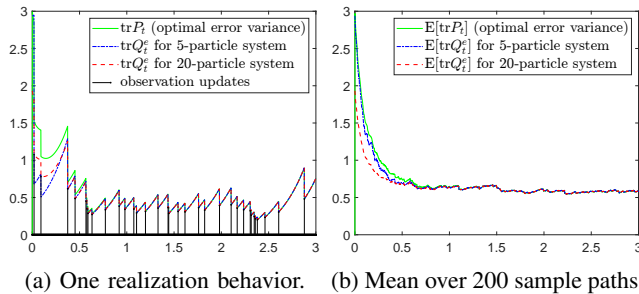 3
2.5
2
1.5
1
0.5
0
trP_t (optimal error variance)
trQ_t^e for 5-particle system
trQ_t^e for 20-particle system
observation updates
0 0.5 1 1.5 2 2.5 3
3
2.5
2
1.5
1
0.5
0
E[trP_t] (optimal error variance)
E[trQ_t^e] for 5-particle system
E[trQ_t^e] for 20-particle system
0 0.5 1 1.5 2 2.5 3
(a) One realization behavior.
(b) Mean over 200 sample paths